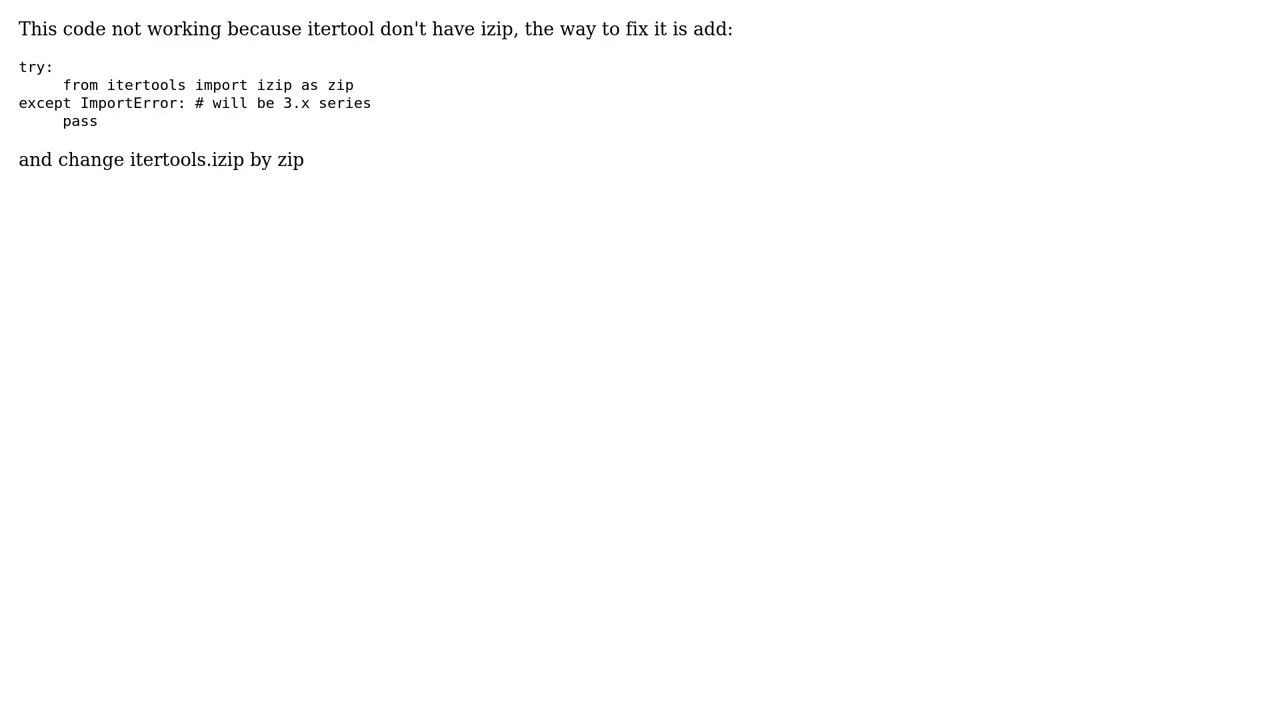 This code not working because itertool don't have izip, the way to fix it is add:
try:
     from itertools import izip as zip
except ImportError: # will be 3.x series
     pass
and change itertools.izip by zip